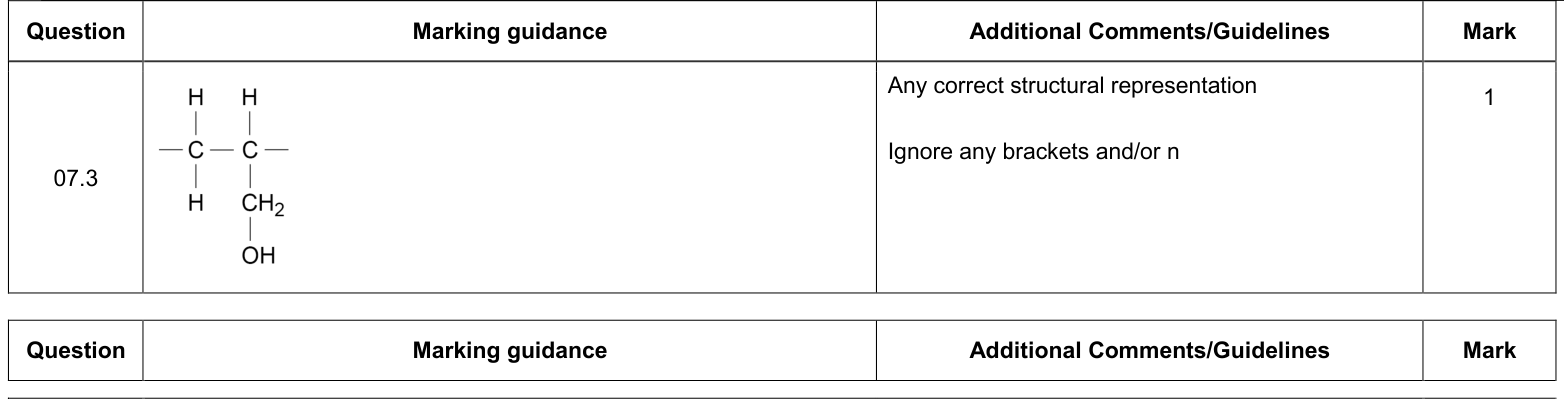 Question Marking guidance Additional Comments/Guidelines Mark
07.3
H H
C C
H CH₂
OH
Any correct structural representation
Ignore any brackets and/or n
1
Question Marking guidance Additional Comments/Guidelines Mark